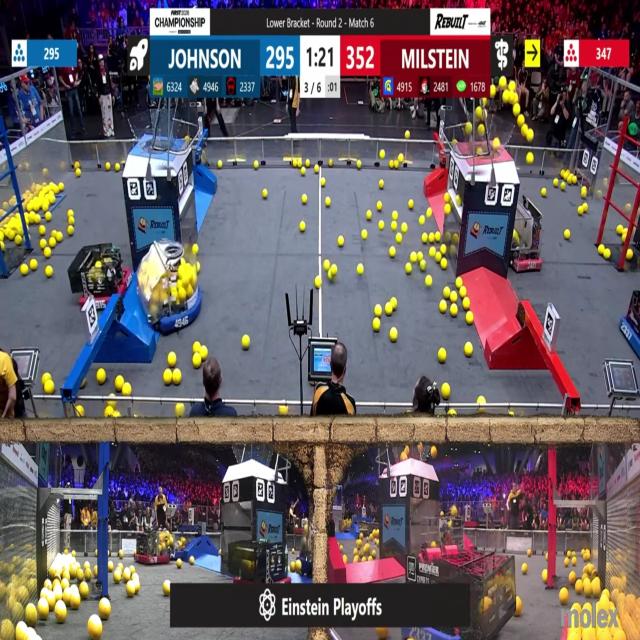 FIRST
CHAMPIONSHIP
Lower Bracket - Round 2 - Match 6
REBUILT
295
JOHNSON 295 1:21 352 MILSTEIN
347
6324 4946 2337
3 / 6 :01
4915 2481 1678
REBUILT
REBUILT
4946
Einstein Playoffs
molex